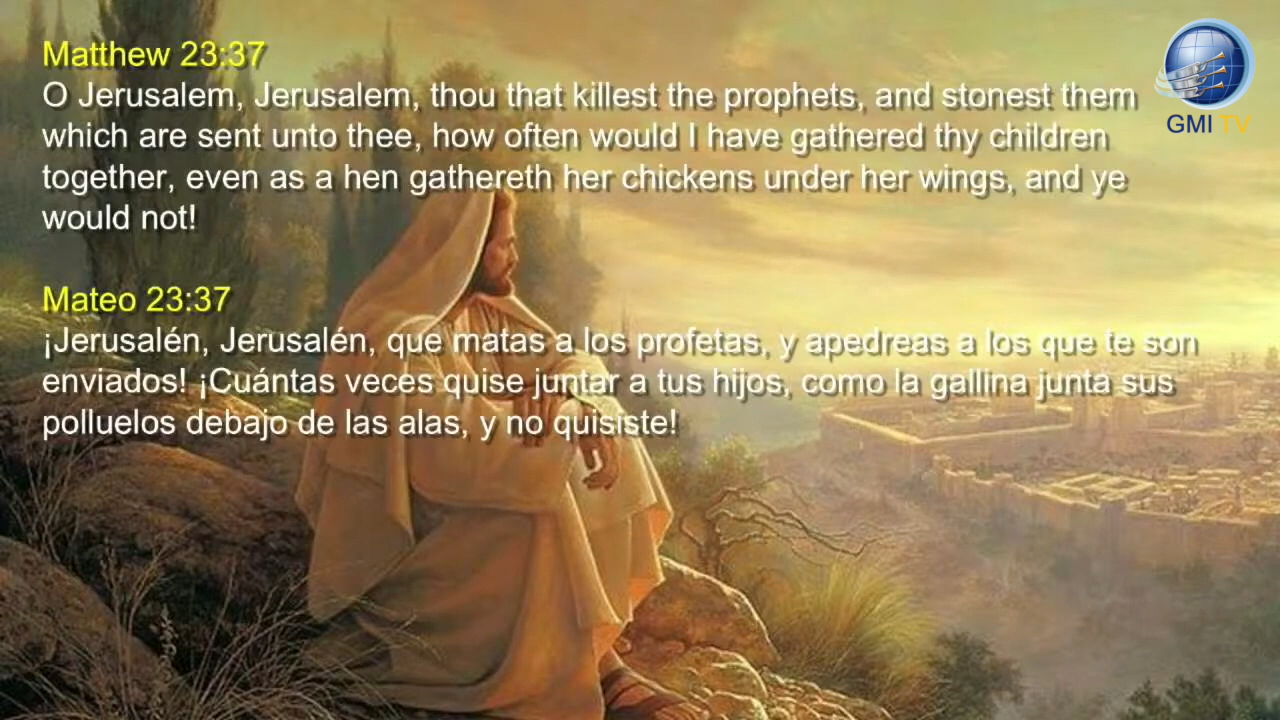 Matthew 23:37
O Jerusalem, Jerusalem, thou that killest the prophets, and stonest them
which are sent unto thee, how often would I have gathered thy children
together, even as a hen gathereth her chickens under her wings, and ye
would not!
Mateo 23:37
¡Jerusalén, Jerusalén, que matas a los profetas, y apedreas a los que te son
enviados! ¡Cuántas veces quise juntar a tus hijos, como la gallina junta sus
polluelos debajo de las alas, y no quisiste!
GMI TV